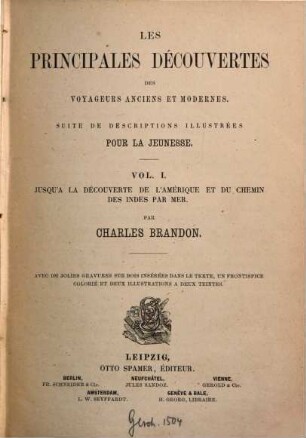 LES
PRINCIPALES DÉCOUVERTES
DES
VOYAGEURS ANCIENS ET MODERNES.
SUITE DE DESCRIPTIONS ILLUSTRÉES
POUR LA JEUNESSE.
VOL. I.
JUSQU'A LA DÉCOUVERTE DE L'AMÉRIQUE ET DU CHEMIN
DES INDES PAR MER.
PAR
CHARLES BRANDON.
AVEC DE JOLIES GRAVURES SUR BOIS INSÉRÉES DANS LE TEXTE, UN FRONTISPICE
COLORIÉ ET DEUX ILLUSTRATIONS A DEUX TEINTES.
LEIPZIG,
OTTO SPAMER, ÉDITEUR.
BERLIN, NEUFCHÂTEL, VIENNE,
FR. SCHNEIDER & Cie. JULES SANDOZ. GEROLD & Cie.
AMSTERDAM, GENÈVE & BALE,
L. W. SEYFFARDT. H. GEORG, LIBRAIRE.
Gesch. 1504